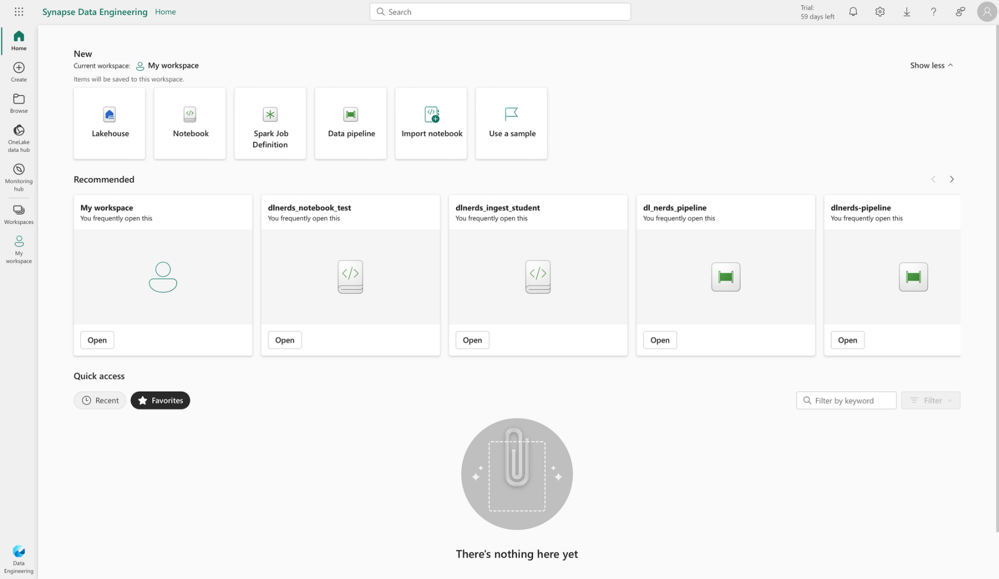 Synapse Data Engineering Home
Search
Trial:
59 days left
Home
Create
Browse
OneLake
data hub
Monitoring
hub
Workspaces
My
workspace
Data
Engineering
New
Current workspace: My workspace
Show less
Items will be saved to this workspace.
Lakehouse
Notebook
Spark Job
Definition
Data pipeline
Import notebook
Use a sample
Recommended
My workspace
You frequently open this
Open
dlnerds_notebook_test
You frequently open this
Open
dlnerds_ingest_student
You frequently open this
Open
dl_nerds_pipeline
You frequently open this
Open
dlnerds-pipeline
You frequently open this
Open
Quick access
Recent
Favorites
Filter by keyword
Filter
There's nothing here yet